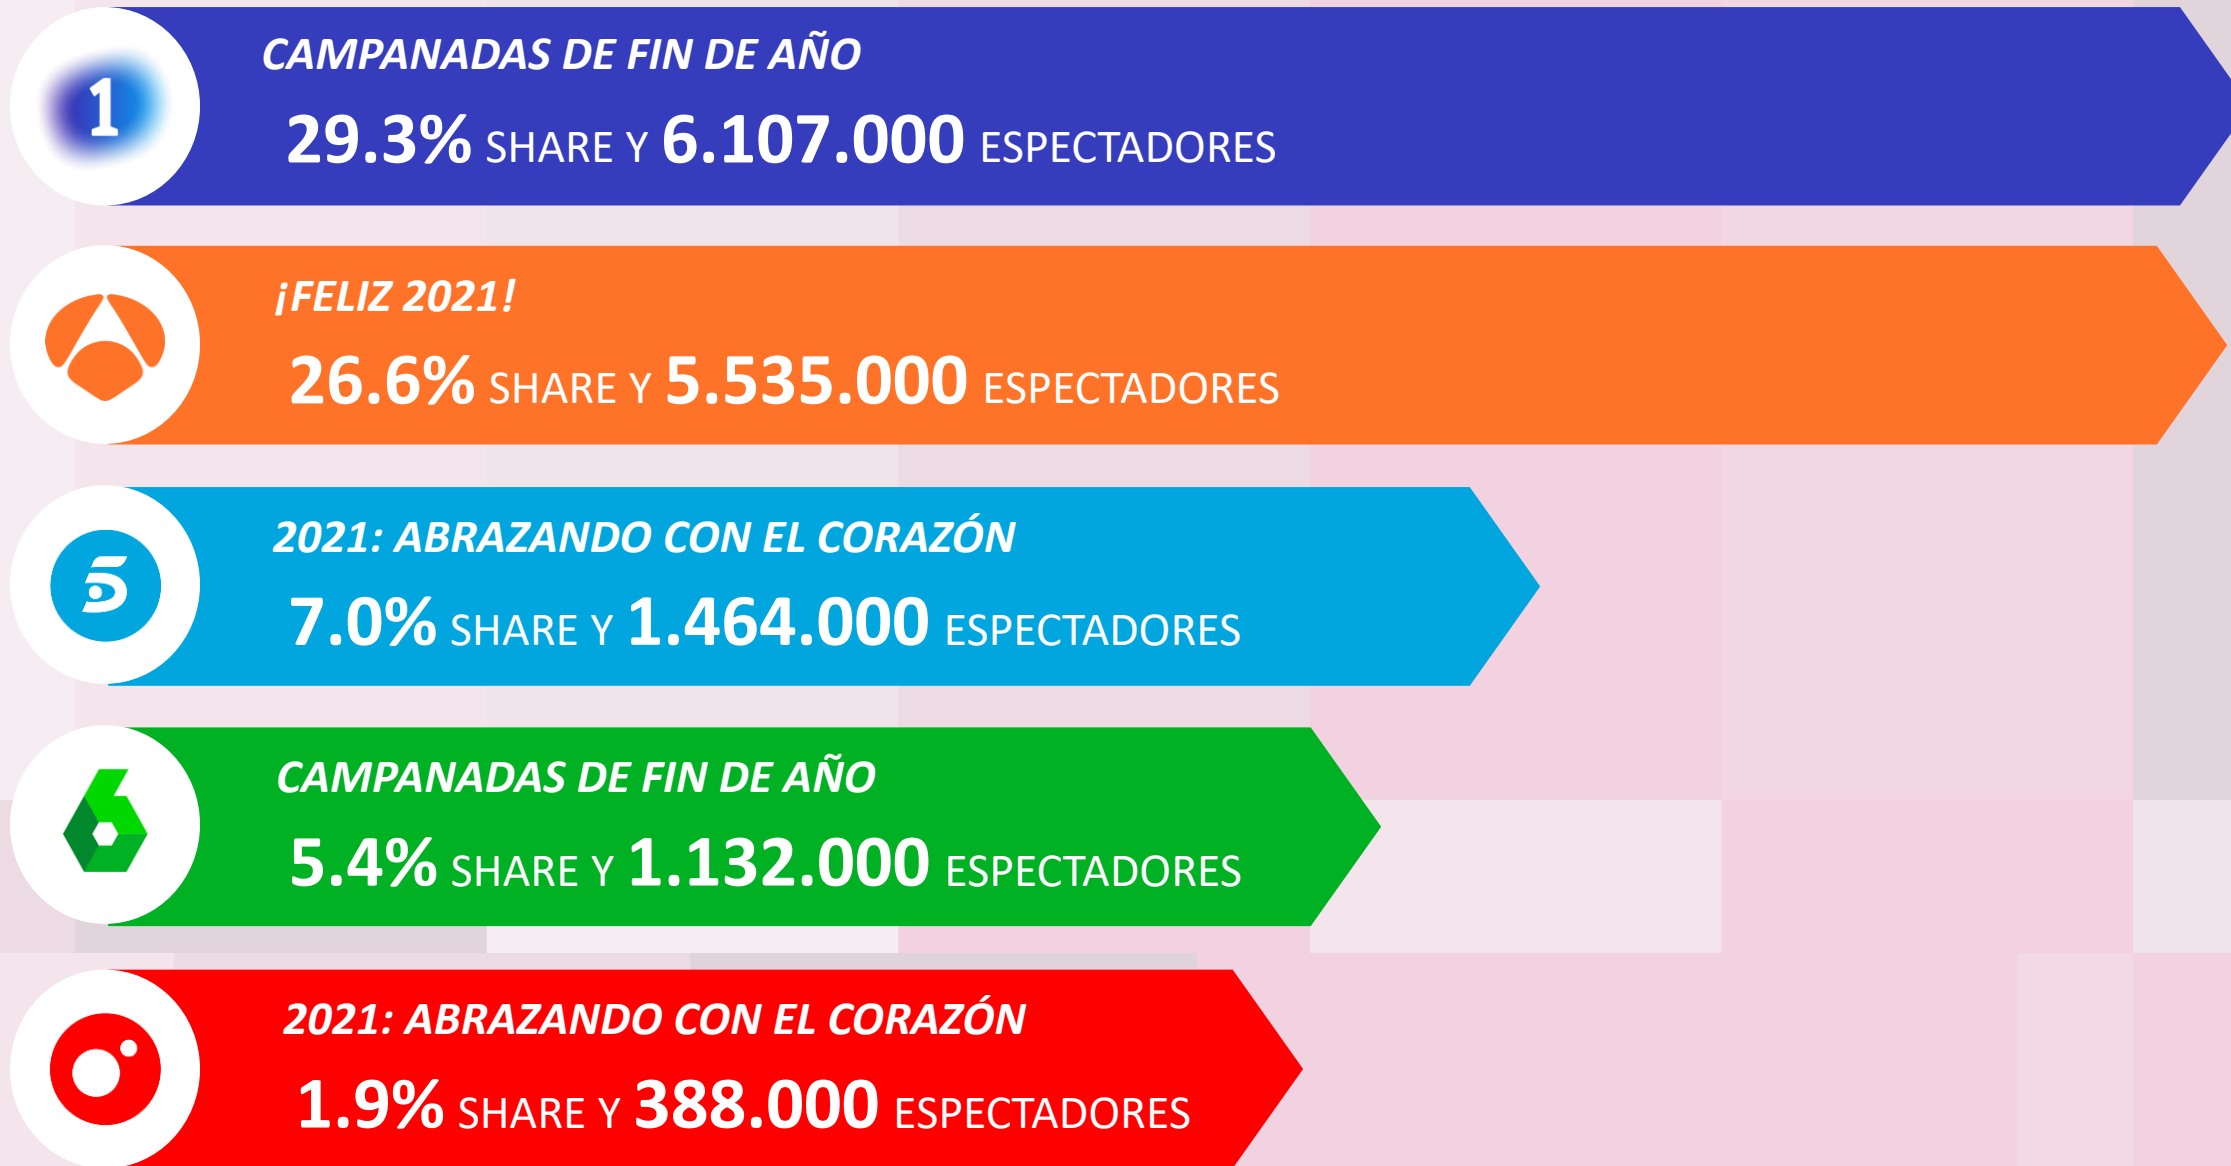 1
CAMPANADAS DE FIN DE AÑO
29.3% SHARE Y 6.107.000 ESPECTADORES
¡FELIZ 2021!
26.6% SHARE Y 5.535.000 ESPECTADORES
5
2021: ABRAZANDO CON EL CORAZÓN
7.0% SHARE Y 1.464.000 ESPECTADORES
6
CAMPANADAS DE FIN DE AÑO
5.4% SHARE Y 1.132.000 ESPECTADORES
2021: ABRAZANDO CON EL CORAZÓN
1.9% SHARE Y 388.000 ESPECTADORES